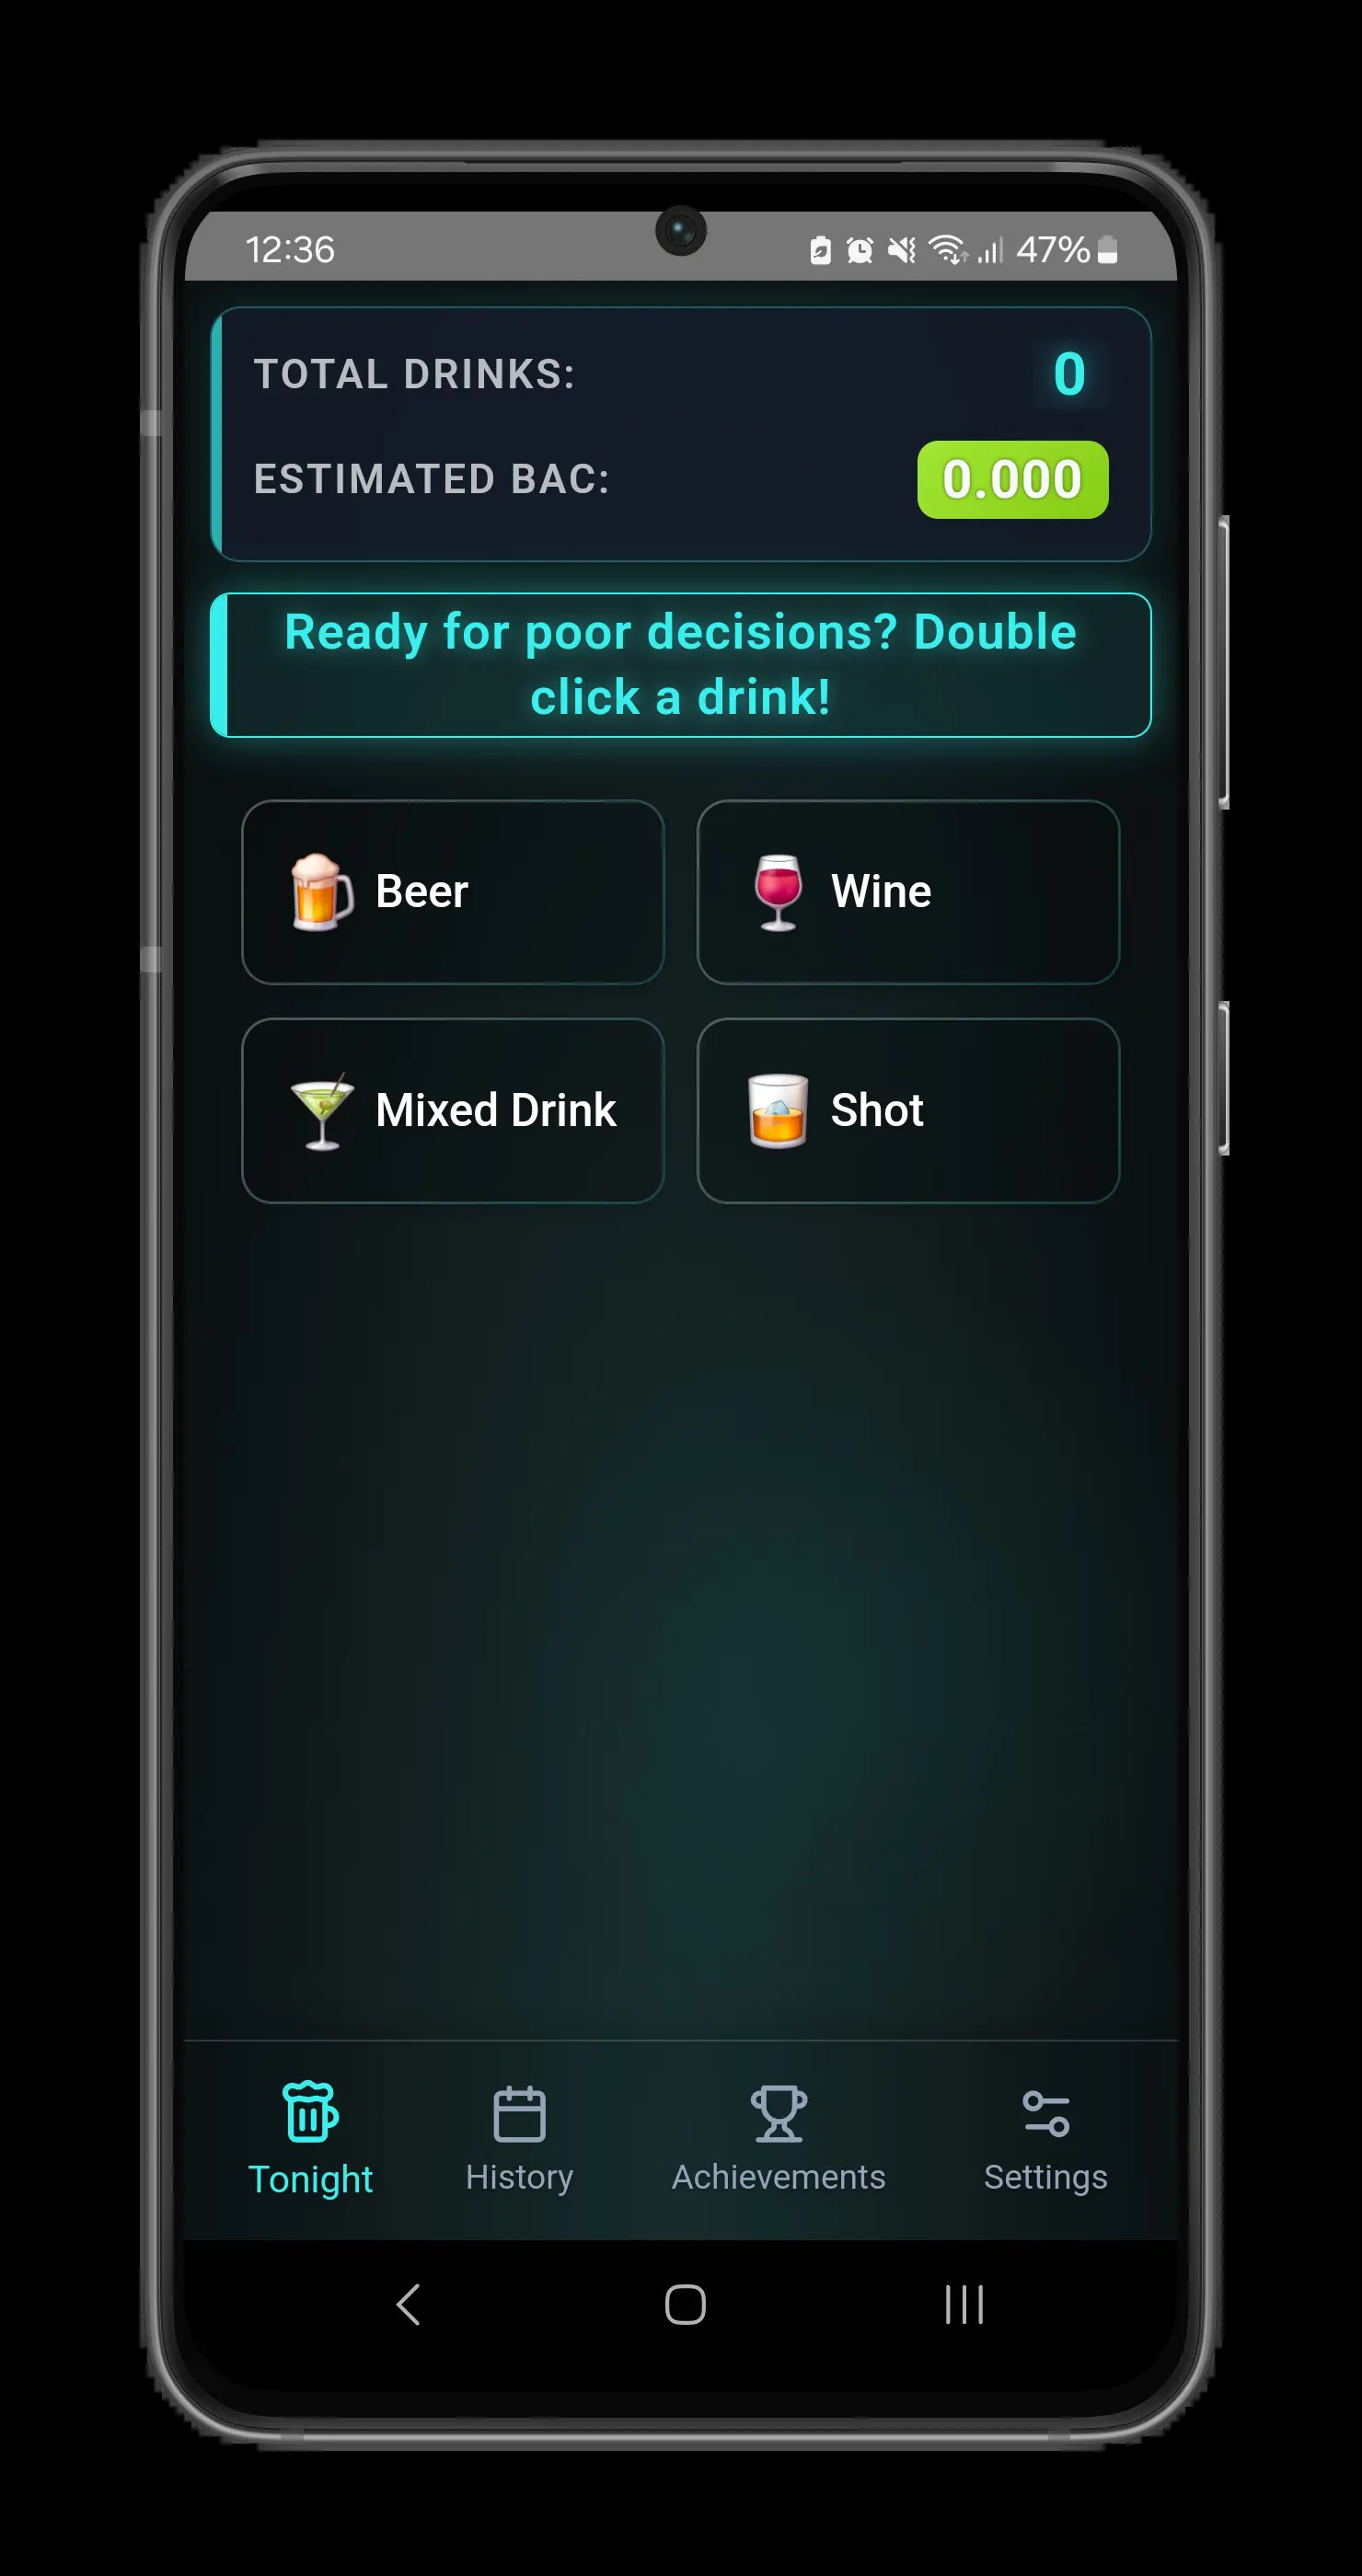 12:36 47%
TOTAL DRINKS: 0
ESTIMATED BAC: 0.000
Ready for poor decisions? Double
click a drink!
Beer Wine
Mixed Drink Shot
Tonight History Achievements Settings